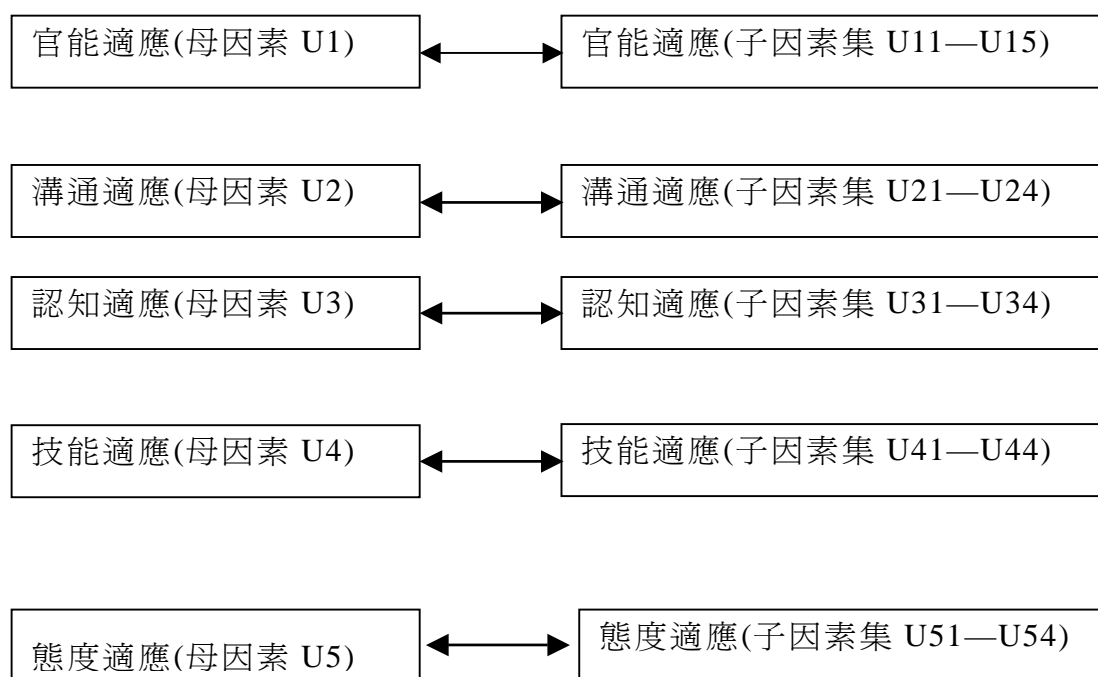 官能適應(母因素 U1)
官能適應(子因素集 U11—U15)
溝通適應(母因素 U2)
溝通適應(子因素集 U21—U24)
認知適應(母因素 U3)
認知適應(子因素集 U31—U34)
技能適應(母因素 U4)
技能適應(子因素集 U41—U44)
態度適應(母因素 U5)
態度適應(子因素集 U51—U54)